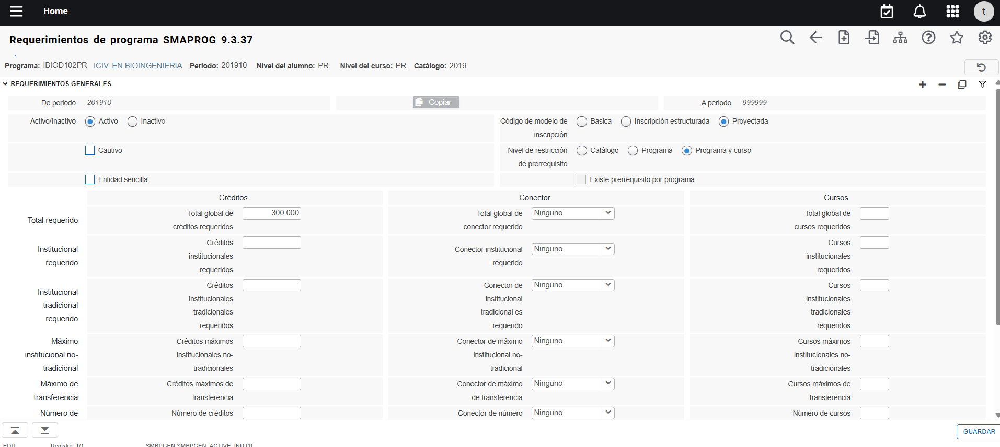 Home
t
Requerimientos de programa SMAPROG 9.3.37
Programa: IBIOD102PR ICIV. EN BIOINGENIERIA Periodo: 201910 Nivel del alumno: PR Nivel del curso: PR Catálogo: 2019
REQUERIMIENTOS GENERALES
De periodo 201910 Copiar A periodo 999999
Activo/Inactivo Activo Inactivo
Código de modelo de
inscripción
Básica Inscripción estructurada Proyectada
Cautivo
Nivel de restricción
de prerrequisito
Catálogo Programa Programa y curso
Entidad sencilla
Existe prerrequisito por programa
Créditos Conector Cursos
Total requerido
Total global de
créditos requeridos
300.000
Total global de
conector requerido
Ninguno
Total global de
cursos requeridos
Institucional
requerido
Créditos
institucionales
requeridos
Conector institucional
requerido
Ninguno
Cursos
institucionales
requeridos
Institucional
tradicional
requerido
Créditos
institucionales
tradicionales
requeridos
Conector de
institucional
tradicional es
requerido
Ninguno
Cursos
institucionales
tradicionales
requeridos
Máximo
institucional no-
tradicional
Créditos máximos
institucionales no-
tradicionales
Conector de máximo
institucional no-
tradicional
Ninguno
Cursos máximos
institucionales no-
tradicionales
Máximo de
transferencia
Créditos máximos de
transferencia
Conector de máximo
de transferencia
Ninguno
Cursos máximos de
transferencia
Número de
Número de créditos
Conector de número
Ninguno
Número de cursos
GUARDAR
EDIT Registro: 1/1 SMBPGEN.SMBPGEN_ACTIVE_IND [1]